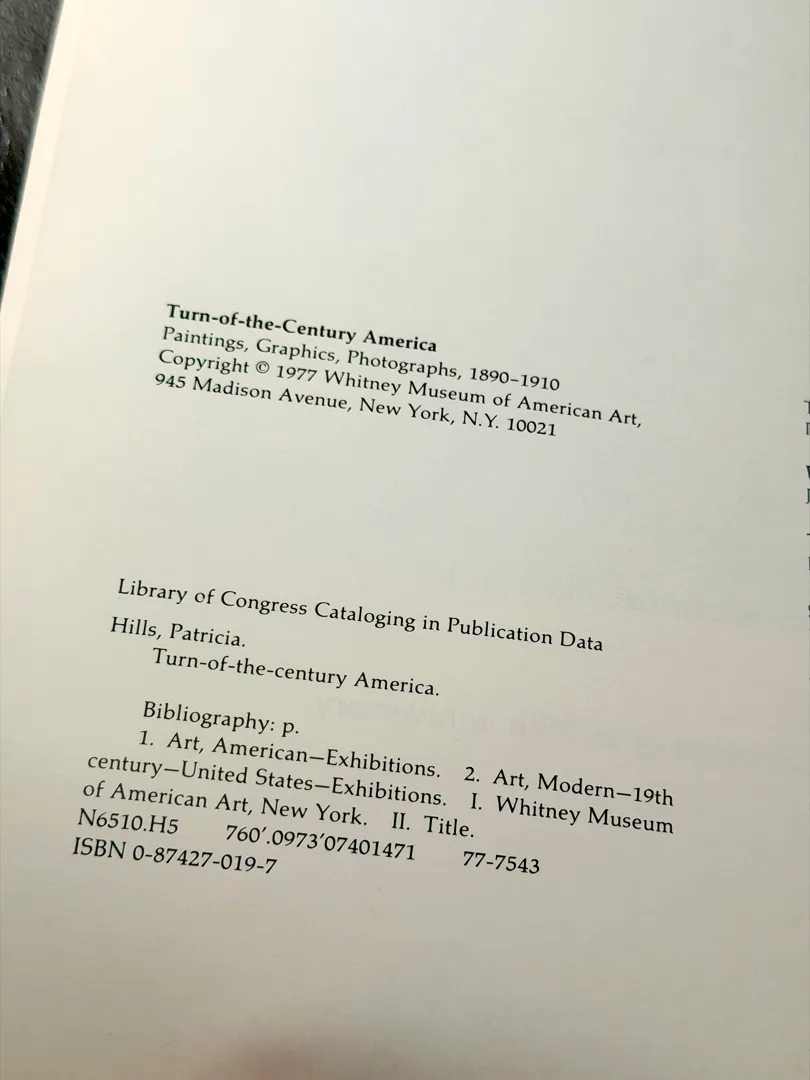 Turn-of-the-Century America
Paintings, Graphics, Photographs, 1890–1910
Copyright © 1977 Whitney Museum of American Art,
945 Madison Avenue, New York, N.Y. 10021
Library of Congress Cataloging in Publication Data
Hills, Patricia.
Turn-of-the-century America.
Bibliography: p.
1. Art, American—Exhibitions. 2. Art, Modern—19th
century—United States—Exhibitions. I. Whitney Museum
of American Art, New York. II. Title.
N6510.H5 760′.0973′07401471 77-7543
ISBN 0-87427-019-7